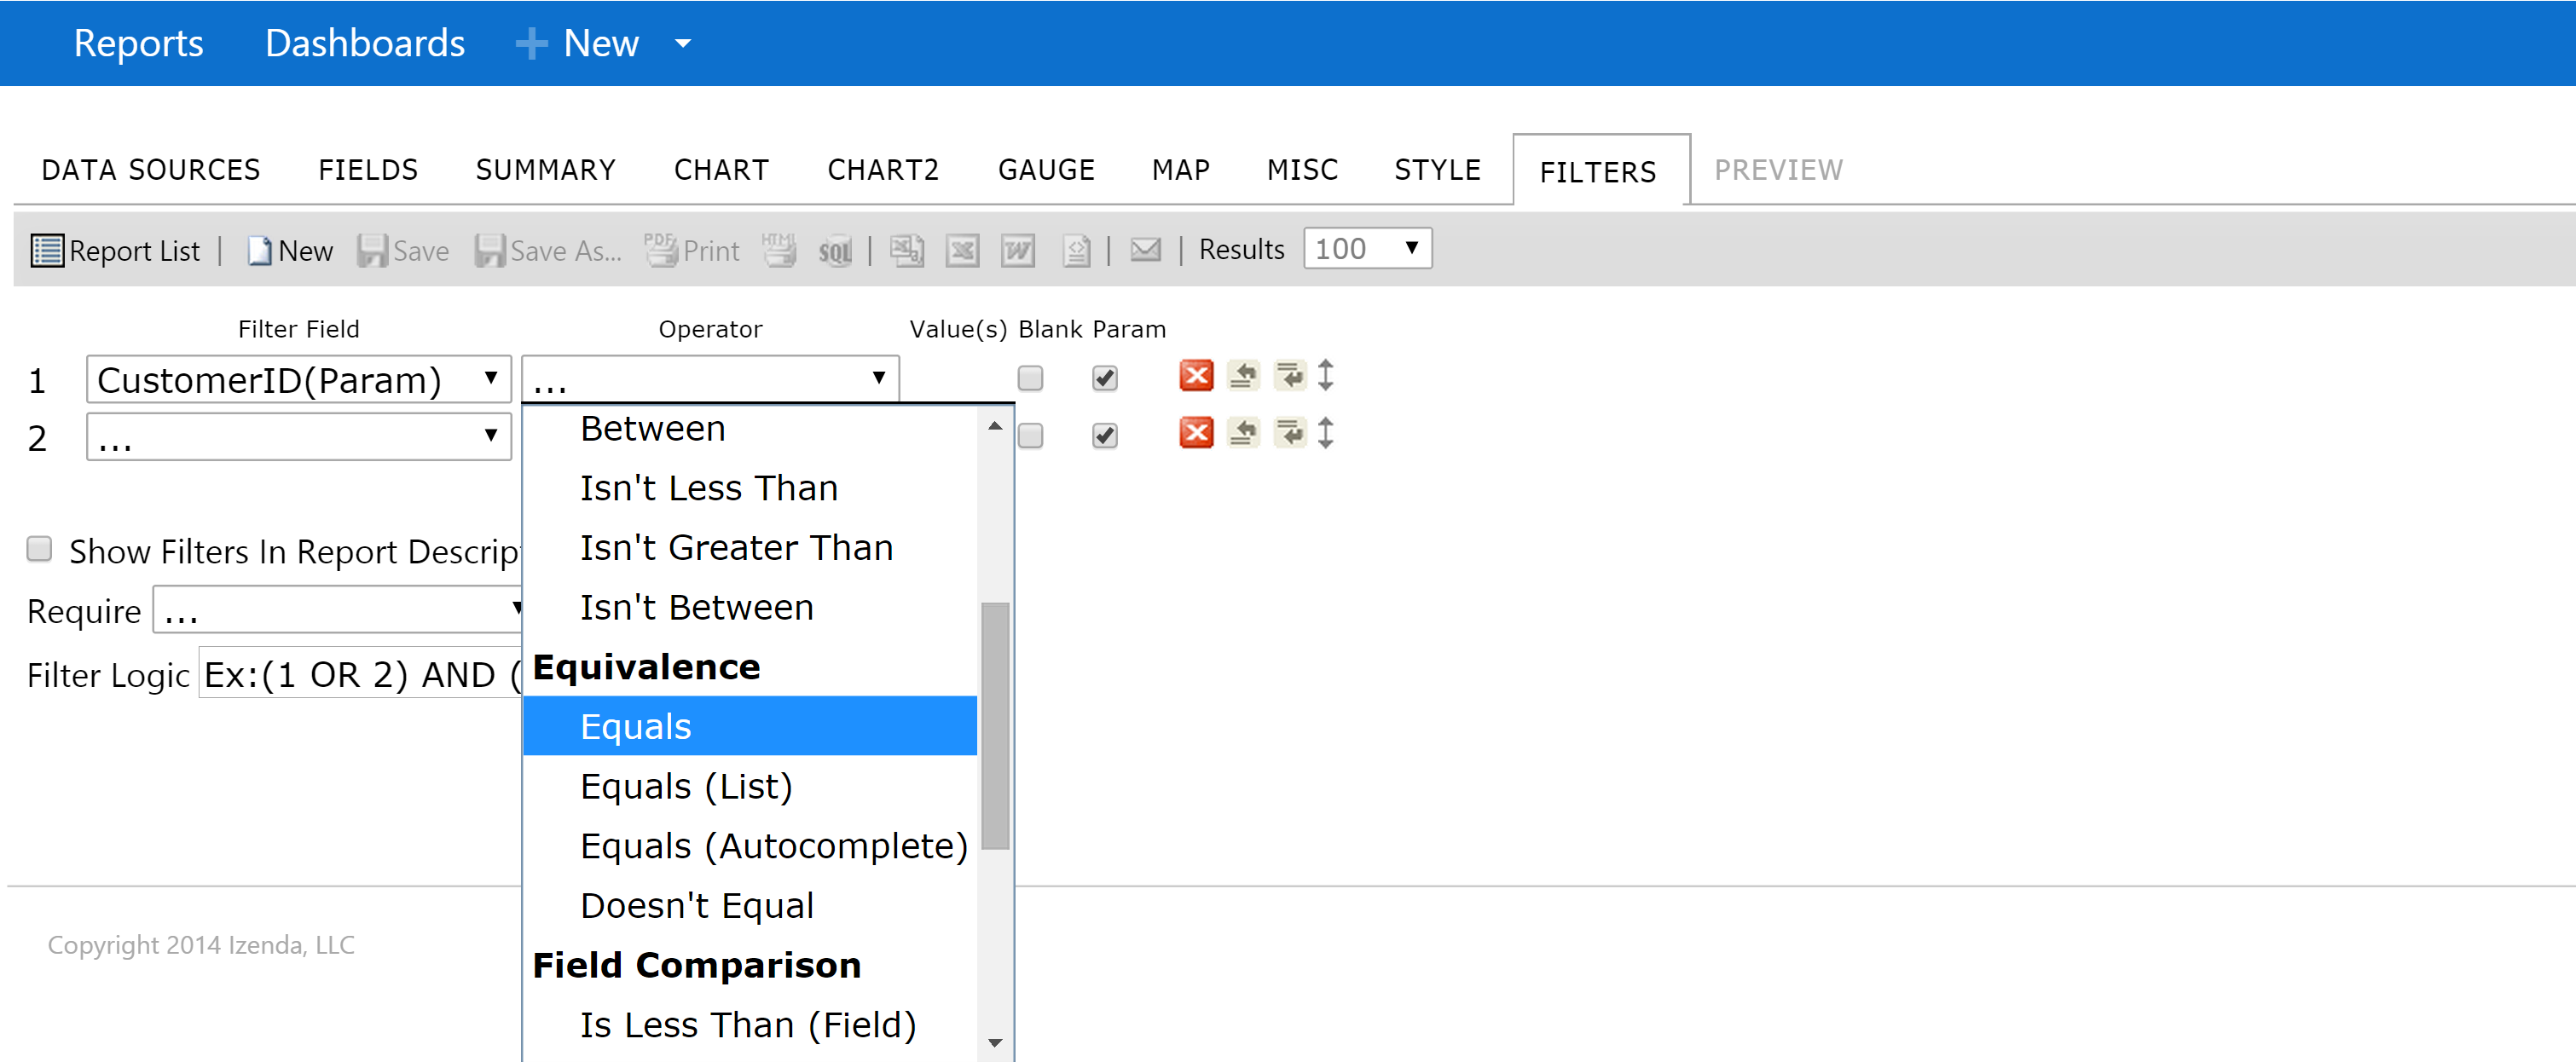 Reports Dashboards New
DATA SOURCES FIELDS SUMMARY CHART CHART2 GAUGE MAP MISC STYLE FILTERS PREVIEW
Report List | New Save Save As... PDF Print HTML SQL | | | Results 100
Filter Field Operator Value(s) Blank Param
1 CustomerID(Param) ...
2 ...
Between
Isn't Less Than
Isn't Greater Than
Isn't Between
Equivalence
Equals
Equals (List)
Equals (Autocomplete)
Doesn't Equal
Field Comparison
Is Less Than (Field)
Show Filters In Report Descrip
Require ...
Filter Logic Ex:(1 OR 2) AND (
Copyright 2014 Izenda, LLC